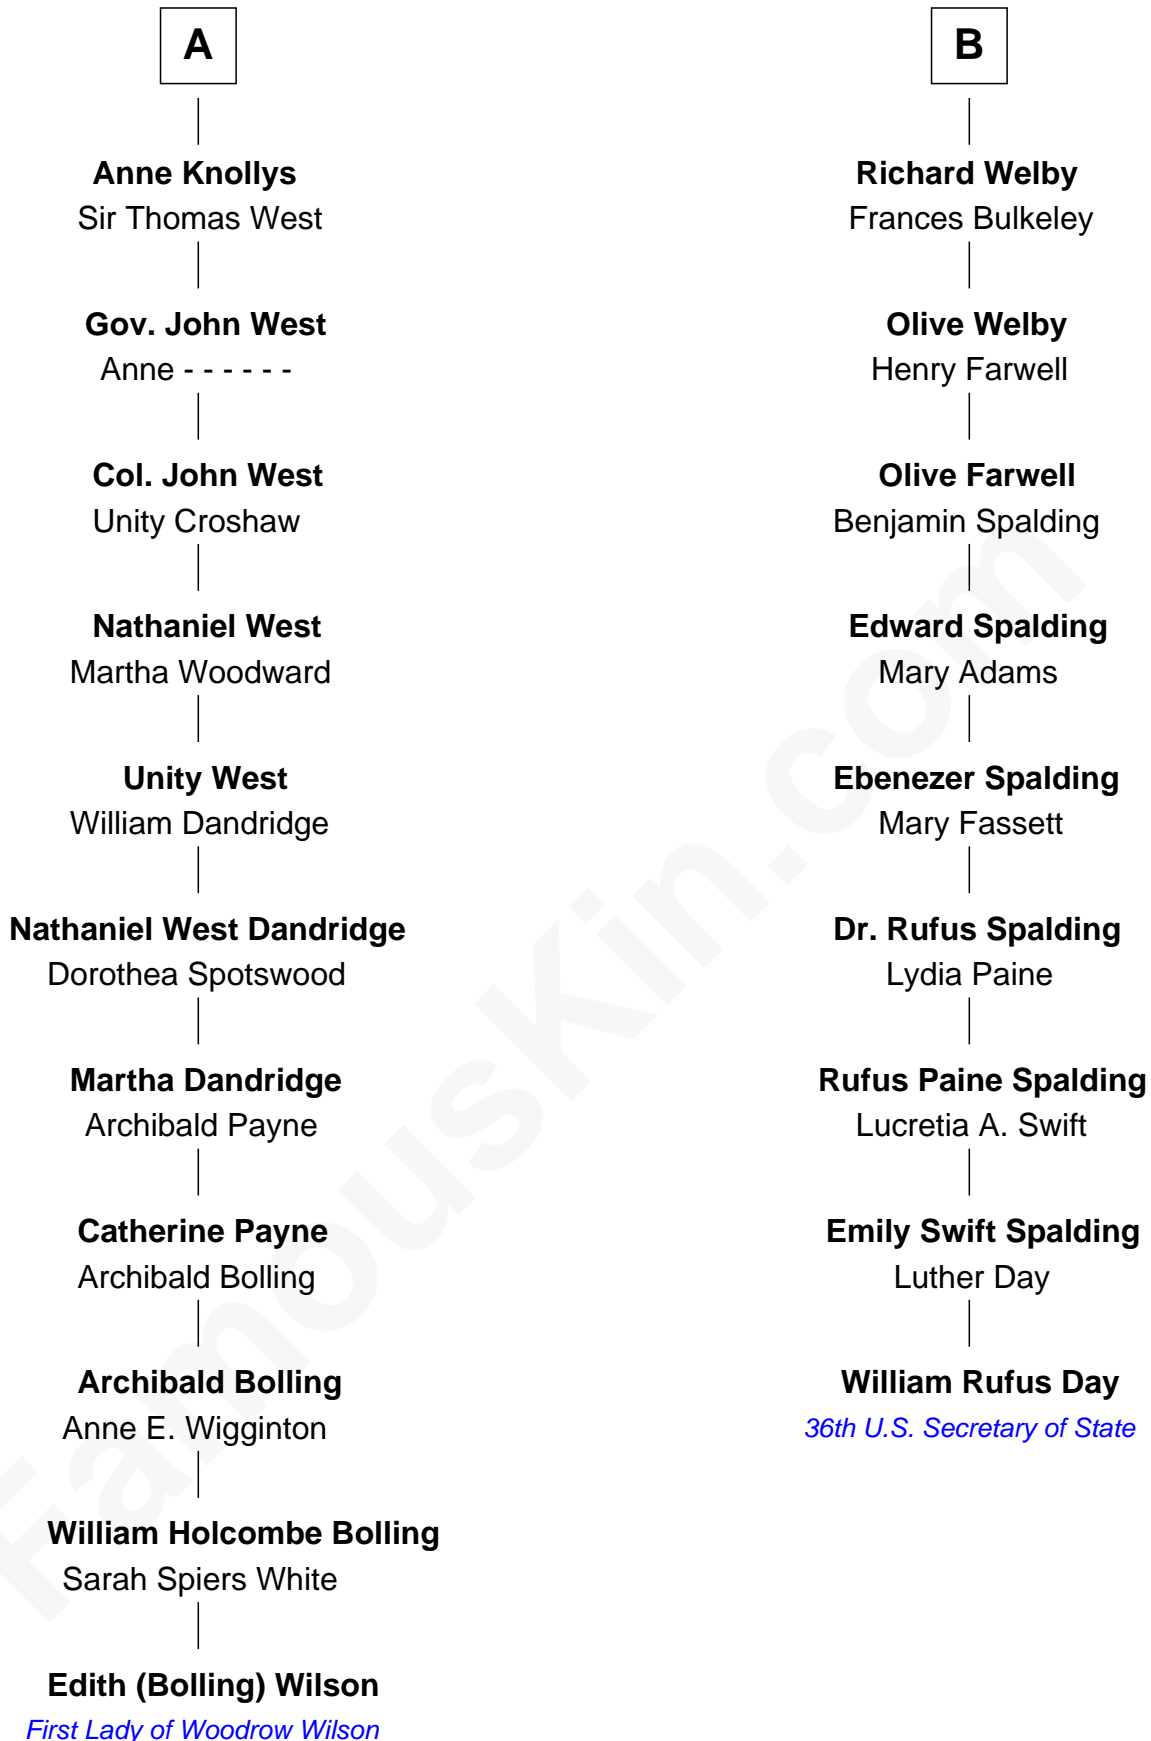 A
Anne Knollys
Sir Thomas West
Gov. John West
Anne - - - - - -
Col. John West
Unity Croshaw
Nathaniel West
Martha Woodward
Unity West
William Dandridge
Nathaniel West Dandridge
Dorothea Spotswood
Martha Dandridge
Archibald Payne
Catherine Payne
Archibald Bolling
Archibald Bolling
Anne E. Wigginton
William Holcombe Bolling
Sarah Spiers White
Edith (Bolling) Wilson
First Lady of Woodrow Wilson
B
Richard Welby
Frances Bulkeley
Olive Welby
Henry Farwell
Olive Farwell
Benjamin Spalding
Edward Spalding
Mary Adams
Ebenezer Spalding
Mary Fassett
Dr. Rufus Spalding
Lydia Paine
Rufus Paine Spalding
Lucretia A. Swift
Emily Swift Spalding
Luther Day
William Rufus Day
36th U.S. Secretary of State
FamousKin.com